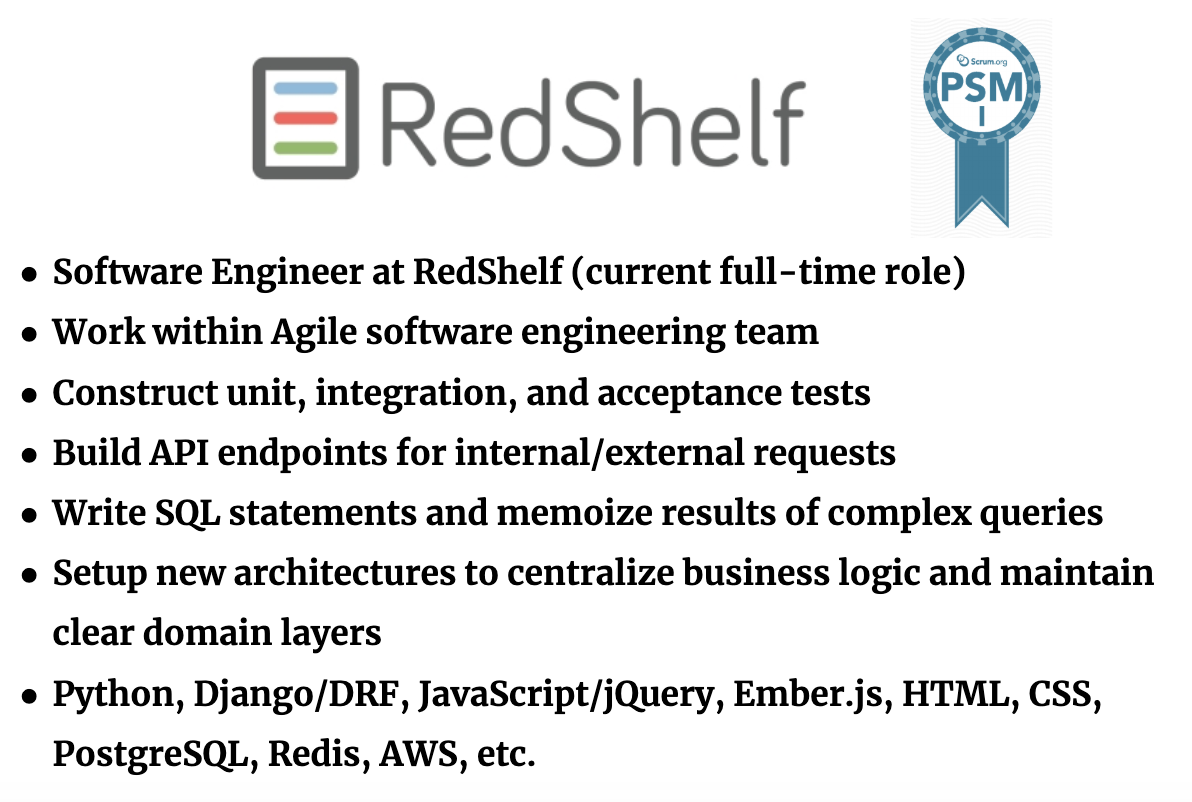 RedShelf
Scrum.org
PSM
I
• Software Engineer at RedShelf (current full-time role)
• Work within Agile software engineering team
• Construct unit, integration, and acceptance tests
• Build API endpoints for internal/external requests
• Write SQL statements and memoize results of complex queries
• Setup new architectures to centralize business logic and maintain
clear domain layers
• Python, Django/DRF, JavaScript/jQuery, Ember.js, HTML, CSS,
PostgreSQL, Redis, AWS, etc.